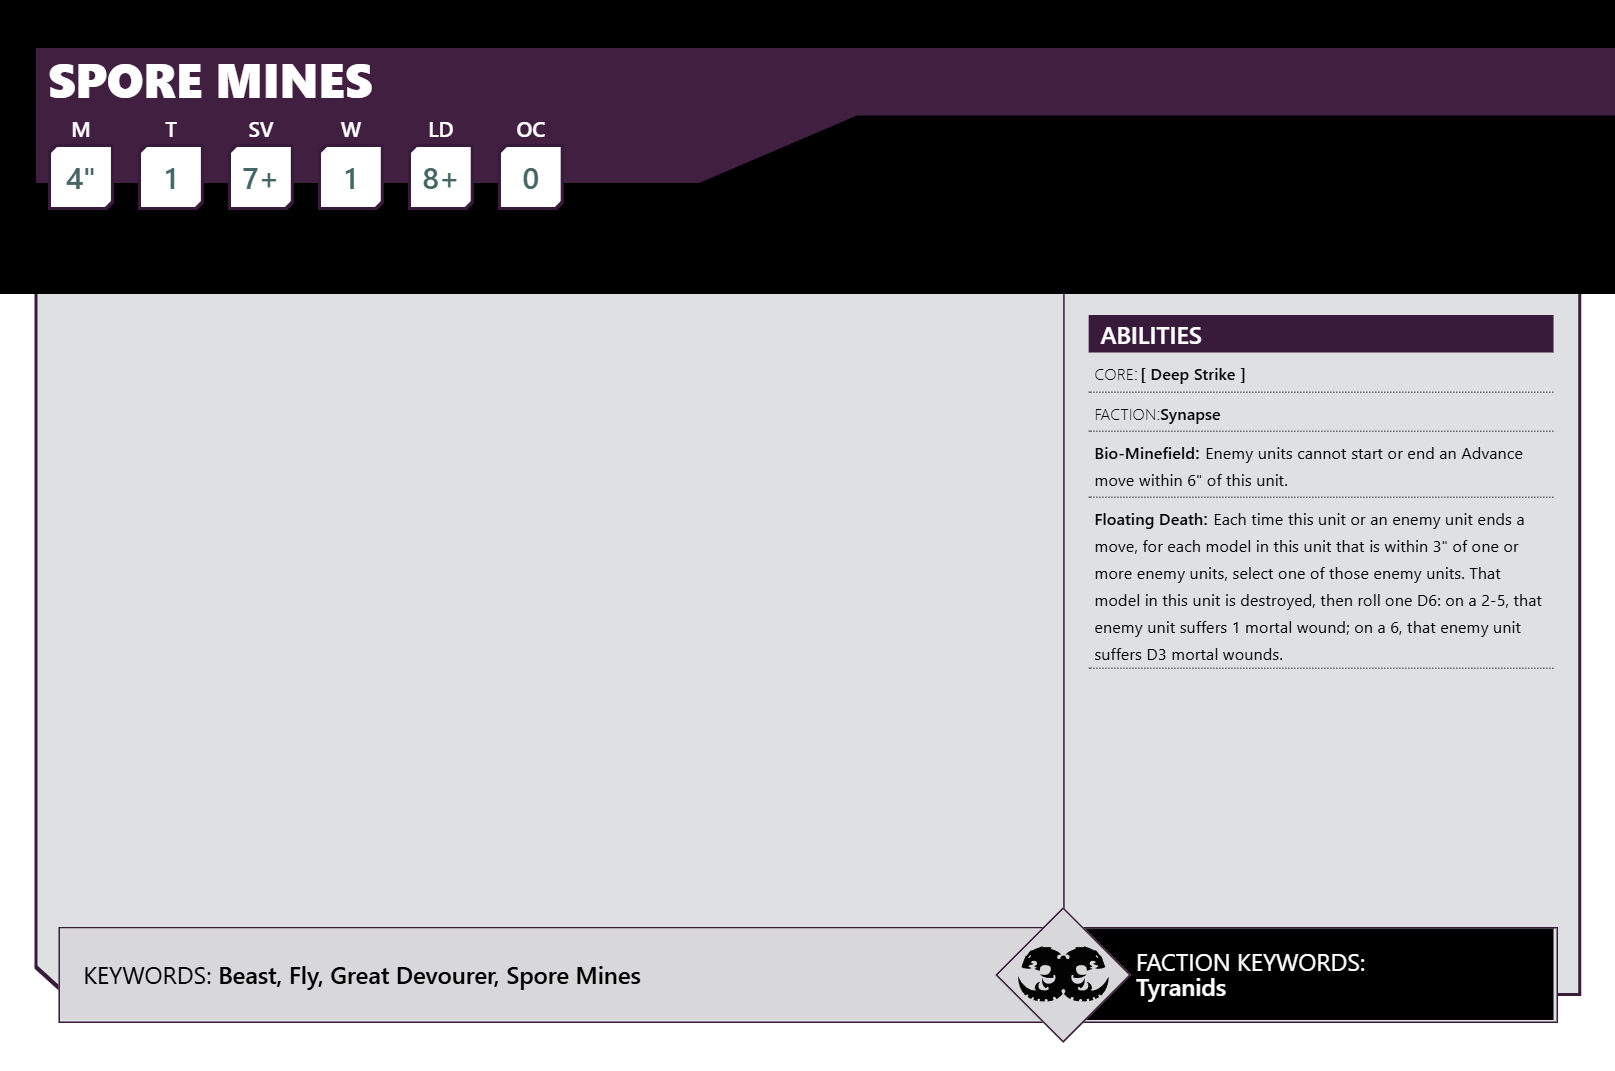 SPORE MINES
M T SV W LD OC
4" 1 7+ 1 8+ 0
ABILITIES
CORE: [ Deep Strike ]
FACTION:Synapse
Bio-Minefield: Enemy units cannot start or end an Advance
move within 6" of this unit.
Floating Death: Each time this unit or an enemy unit ends a
move, for each model in this unit that is within 3" of one or
more enemy units, select one of those enemy units. That
model in this unit is destroyed, then roll one D6: on a 2-5, that
enemy unit suffers 1 mortal wound; on a 6, that enemy unit
suffers D3 mortal wounds.
KEYWORDS: Beast, Fly, Great Devourer, Spore Mines
FACTION KEYWORDS:
Tyranids